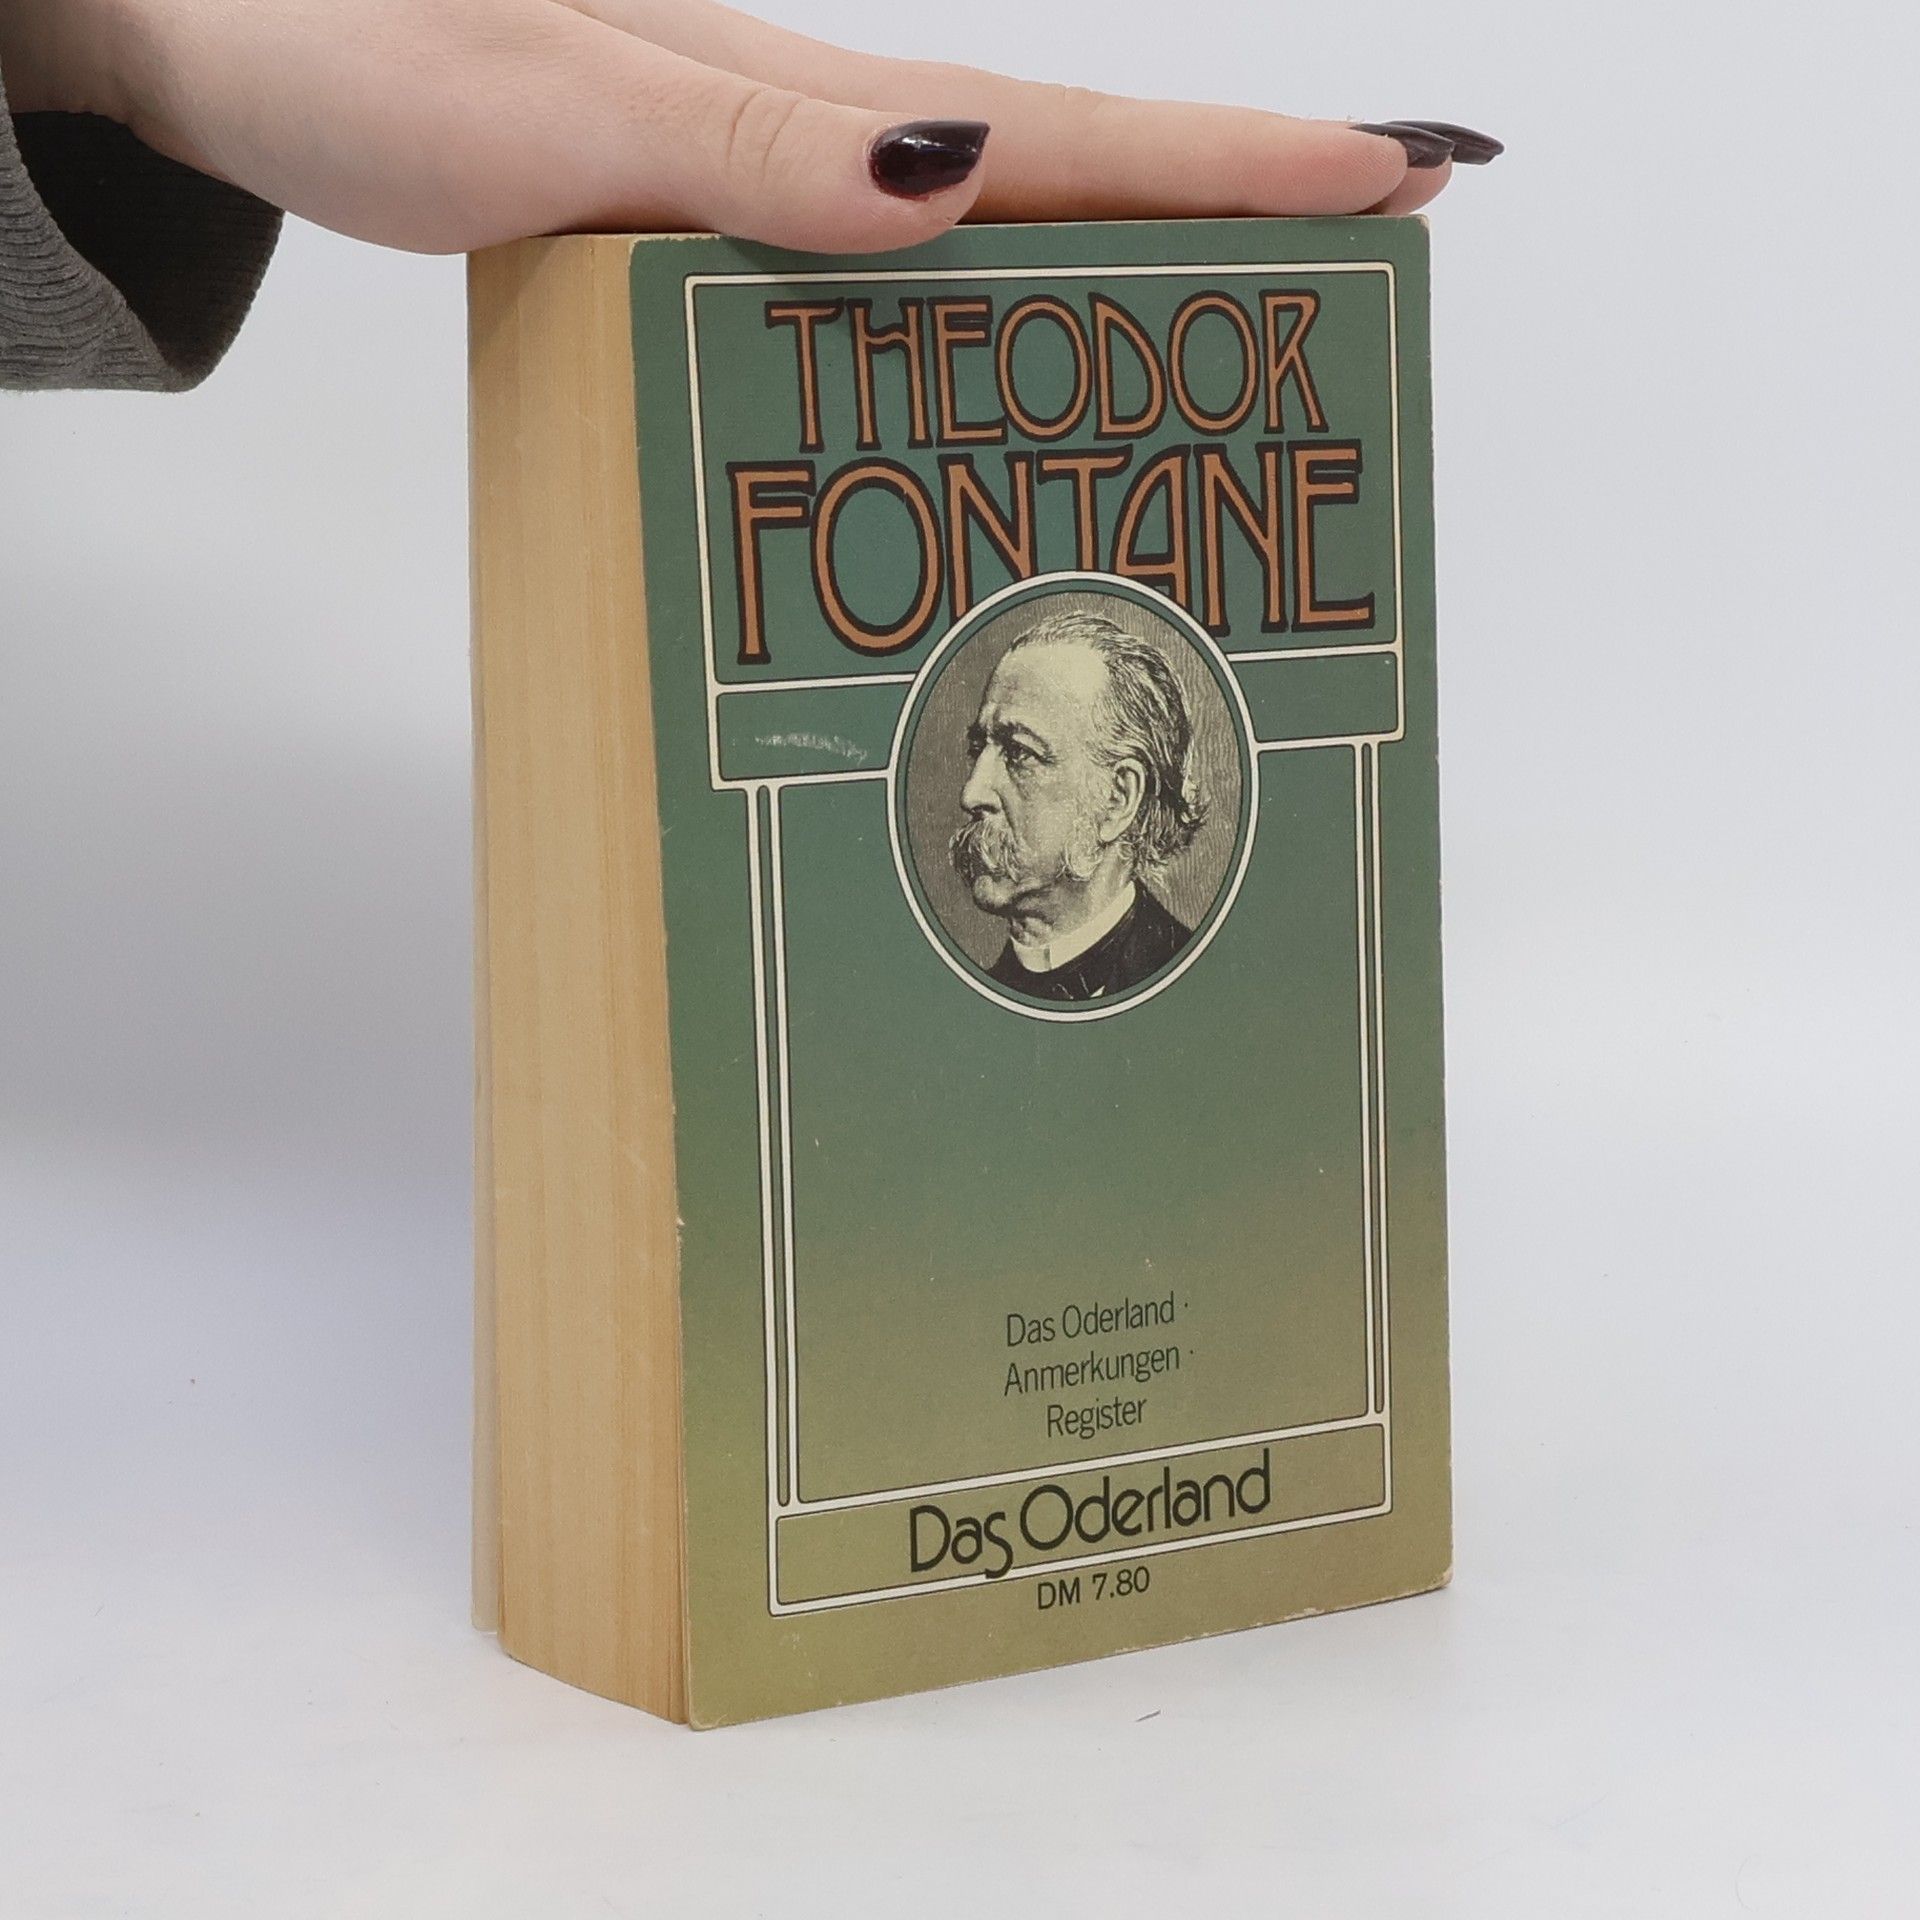 THEODOR
FONTANE
Das Oderland ·
Anmerkungen ·
Register
Das Oderland
DM 7.80